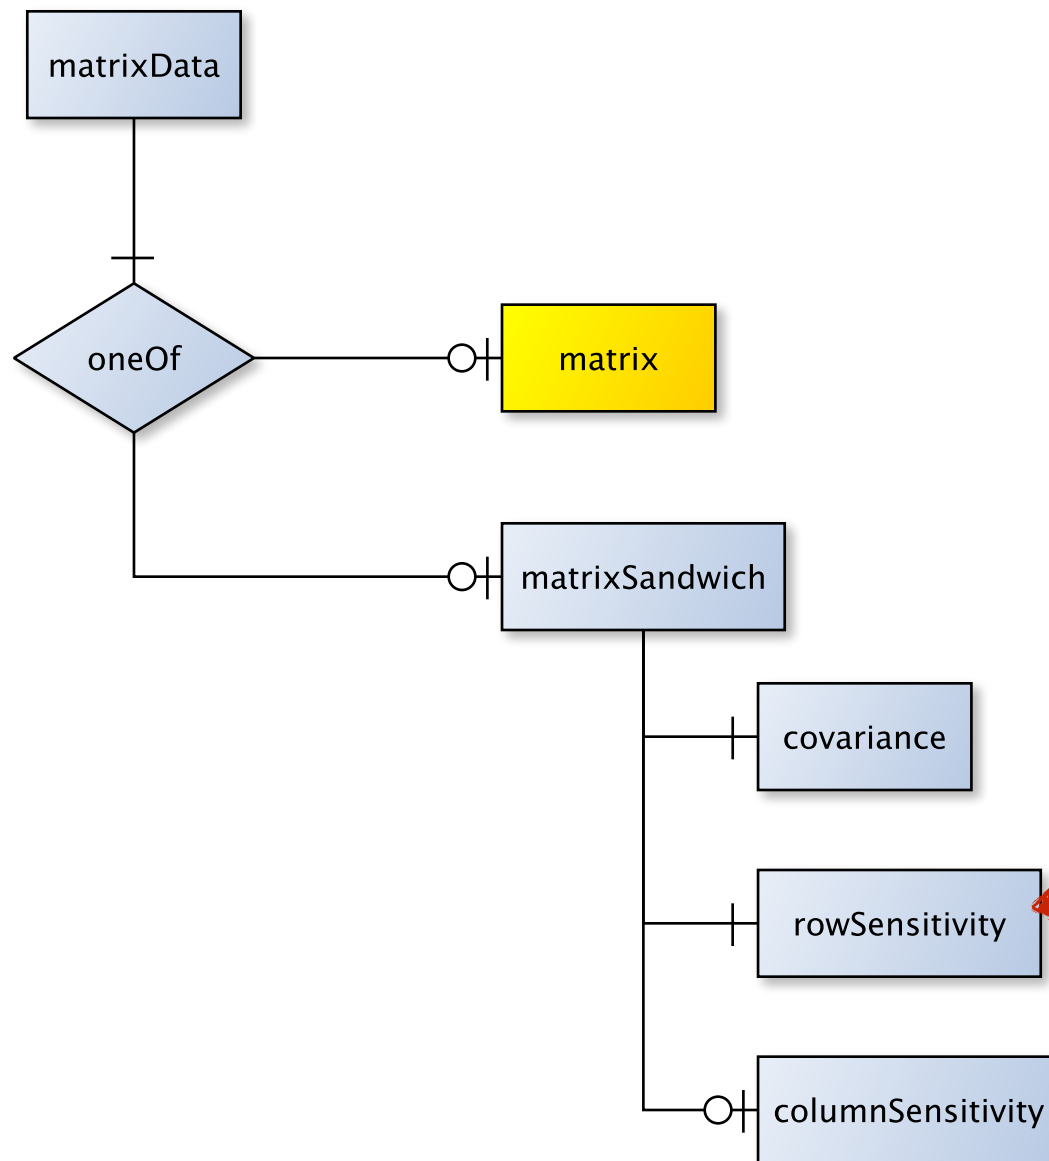 matrixData
oneOf
matrix
matrixSandwich
covariance
rowSensitivity
columnSensitivity